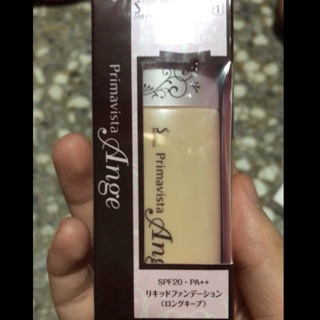 Primavista Ange
S
Primavista Ang
SPF20・PA++
リキッドファンデーション
〈ロングキープ〉